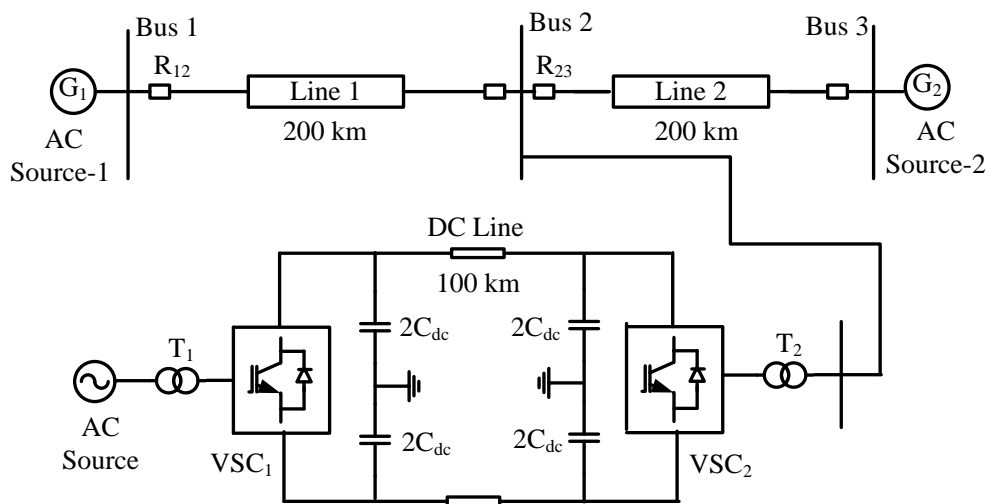 Bus 1
Bus 2
Bus 3
R12
R23
G1
Line 1
Line 2
G2
AC
Source-1
200 km
200 km
AC
Source-2
DC Line
100 km
2Cdc
2Cdc
T1
T2
AC
Source
2Cdc
2Cdc
VSC1
VSC2